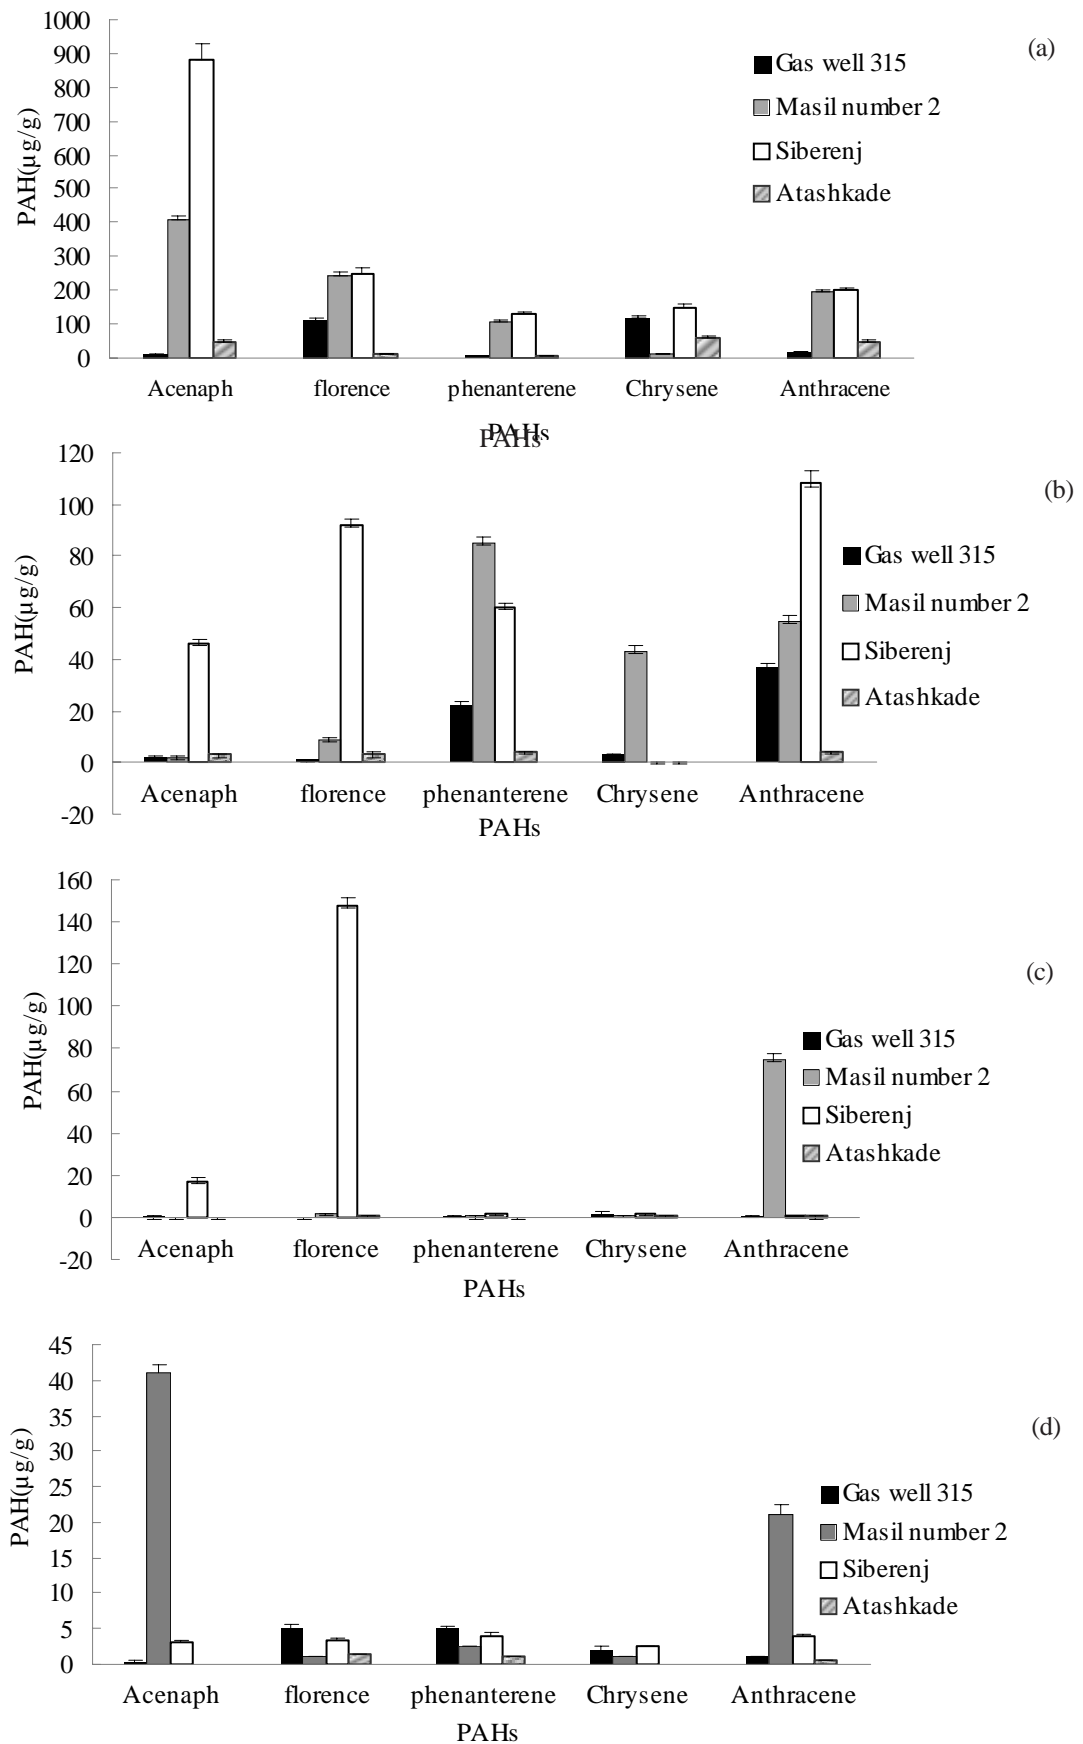 (a)
PAH(µg/g)
1000
900
800
700
600
500
400
300
200
100
0
Gas well 315
Masil number 2
Siberenj
Atashkade
Acenaph florence phenanterene Chrysene Anthracene
PAHs
PAHs
(b)
PAH(µg/g)
120
100
80
60
40
20
0
-20
Gas well 315
Masil number 2
Siberenj
Atashkade
Acenaph florence phenanterene Chrysene Anthracene
PAHs
(c)
PAH(µg/g)
160
140
120
100
80
60
40
20
0
-20
Gas well 315
Masil number 2
Siberenj
Atashkade
Acenaph florence phenanterene Chrysene Anthracene
PAHs
(d)
PAH(µg/g)
45
40
35
30
25
20
15
10
5
0
Gas well 315
Masil number 2
Siberenj
Atashkade
Acenaph florence phenanterene Chrysene Anthracene
PAHs